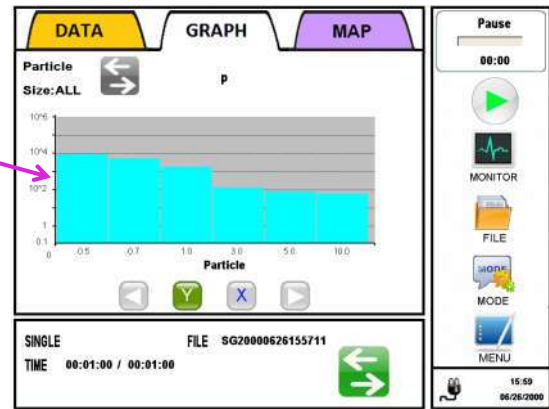 DATA GRAPH MAP
Particle
Size:ALL
p
10^6
10^4
10^2
1
0.1
0
0.5 0.7 1.0 3.0 5.0 10.0
Particle
Y X
SINGLE FILE SG20000626155711
TIME 00:01:00 / 00:01:00
Pause
00:00
MONITOR
FILE
MODE
MODE
MENU
15:59
06/26/2000